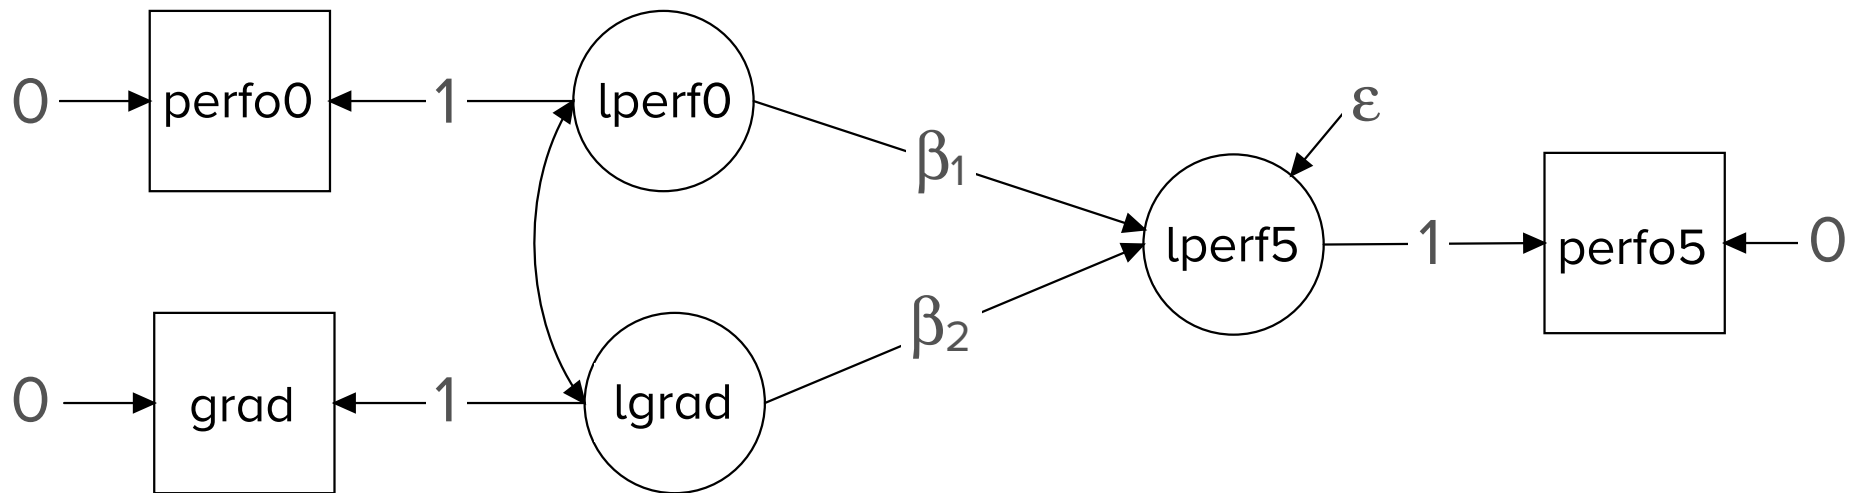 0 perfo0 1 lperf0
β1
ε
lperf5 1 perfo5 0
β2
0 grad 1 lgrad